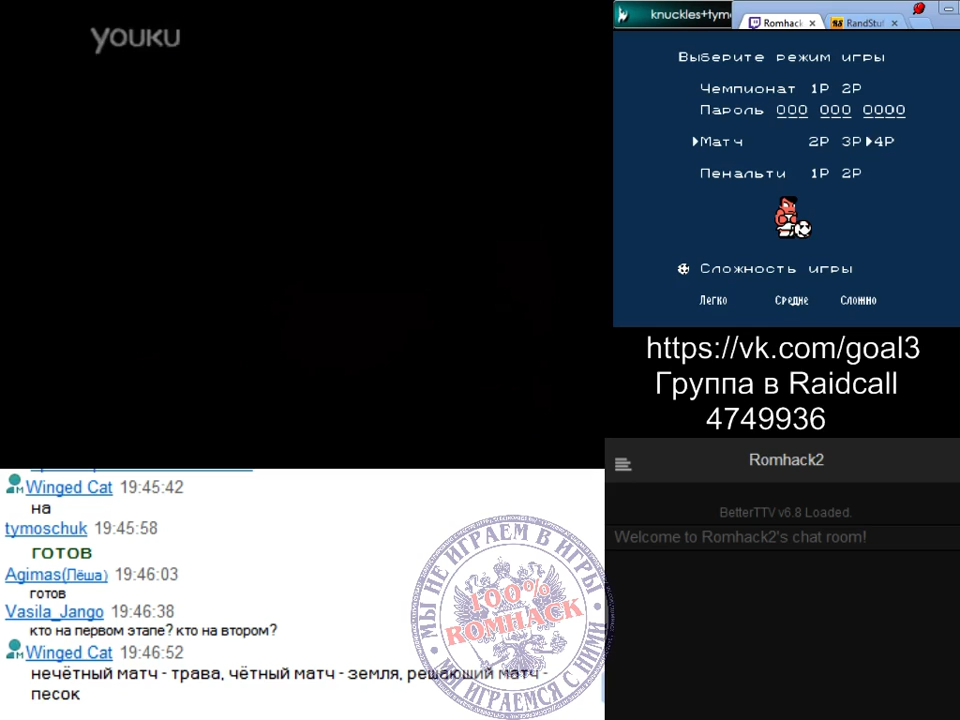 YOUKU
knuckles+tym
Romhack
RandStuf
Выберите режим игры
Чемпионат 1P 2P
Пароль 000 000 0000
Матч 2P 3P 4P
Пенальти 1P 2P
Сложность игры
Легко Средне Сложно
https://vk.com/goal3
Группа в Raidcall
4749936
Romhack2
BetterTTV v6.8 Loaded.
Welcome to Romhack2's chat room!
Winged Cat 19:45:42
на
tymoschuk 19:45:58
готов
Agimas(Пёша) 19:46:03
готов
Vasila_Jango 19:46:38
кто на первом этапе? кто на втором?
Winged Cat 19:46:52
нечётный матч - трава, чётный матч - земля, решающий матч -
песок
МЫ НЕ ИГРАЕМ В ИГРЫ
100%
ROMHACK
МЫ ИГРАЕМСЯ С НИМИ